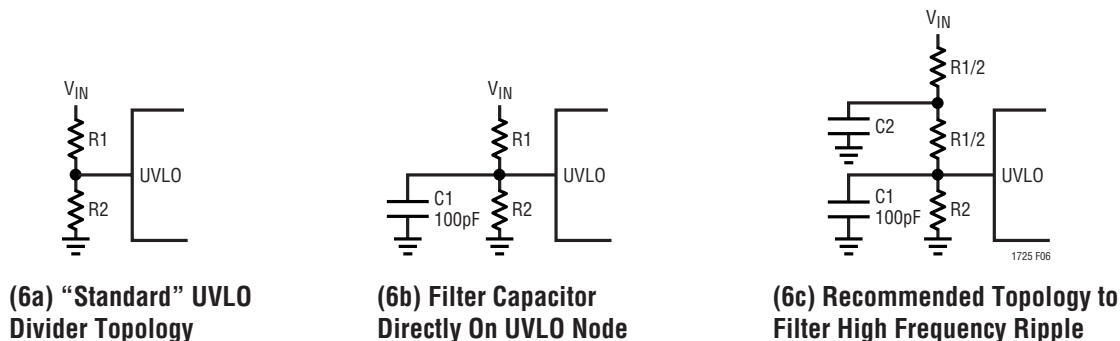 V_IN
R1
UVLO
R2
(6a) “Standard” UVLO
Divider Topology
V_IN
R1
UVLO
C1
100pF
R2
(6b) Filter Capacitor
Directly On UVLO Node
V_IN
R1/2
C2
R1/2
UVLO
C1
100pF
R2
1725 F06
(6c) Recommended Topology to
Filter High Frequency Ripple